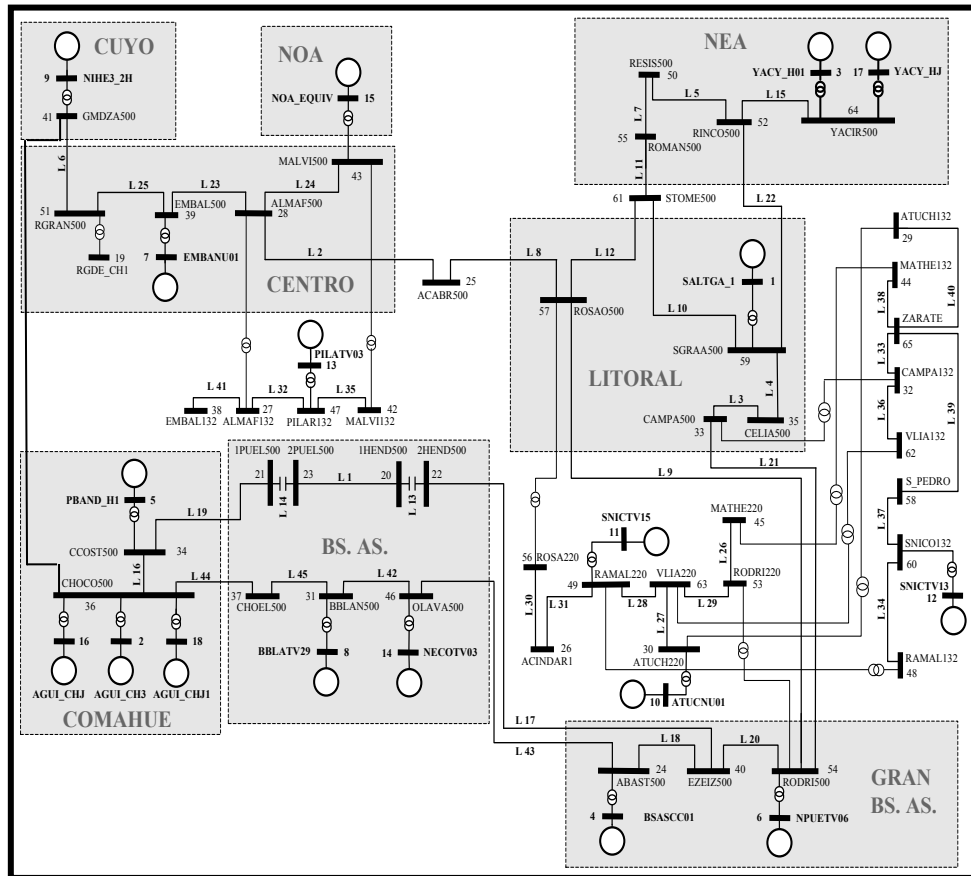 CUYO
9 NIHE3_2H
41 GMDZA500
L 6
NOA
NOA_EQUIV 15
NEA
RESIS500
50
YACY_H01 3
17 YACY_HJ
L 5
L 15
L 7
64
RINCO500 52
YACIR500
55
ROMAN500
L 11
61 STOME500
L 22
MALVI500
43
L 25
L 23
L 24
EMBAL500
39
ALMAF500
28
51
RGRAN500
19
RGDE_CH1
7 EMBANU01
L 2
CENTRO
25
ACABR500
L 8
L 12
57 ROSAO500
SALTGA_1 1
L 10
SGRAA500
59
LITORAL
L 4
L 3
CAMPA500
33
35
CELIA500
L 21
L 9
ATUCH132
29
MATHE132
44
L 38
L 40
ZARATE
65
L 33
CAMPA132
32
L 39
L 36
VLIA132
62
S_PEDRO
58
L 37
SNICO132
60
SNICTV13
12
L 34
RAMAL132
48
PILATV03
13
L 41
L 32
L 35
38
EMBAL132
27
ALMAF132
47
PILAR132
42
MALVI132
1PUEL500
2PUEL500
1HEND500
2HEND500
21
23
20
22
L 14
L 1
L 13
BS. AS.
PBAND_H1
5
L 19
CCOST500 34
L 16
CHOCO500
36
L 44
L 45
L 42
37
CHOEL500
31
BBLAN500
46
OLAVA500
16
2
18
AGUI_CHJ
AGUI_CH3
AGUI_CHJ1
COMAHUE
BBLATV29 8
14 NECOTV03
56 ROSA220
L 30
L 31
26
ACINDAR1
SNICTV15
11
49 RAMAL220
L 28
VLIA220
63
L 29
L 27
MATHE220
45
L 26
RODRI220
53
30
ATUCH220
10 ATUCNU01
L 17
L 43
L 18
L 20
24
ABAST500
40
EZEIZ500
54
RODRI500
4 BSASCC01
6 NPUETV06
GRAN
BS. AS.